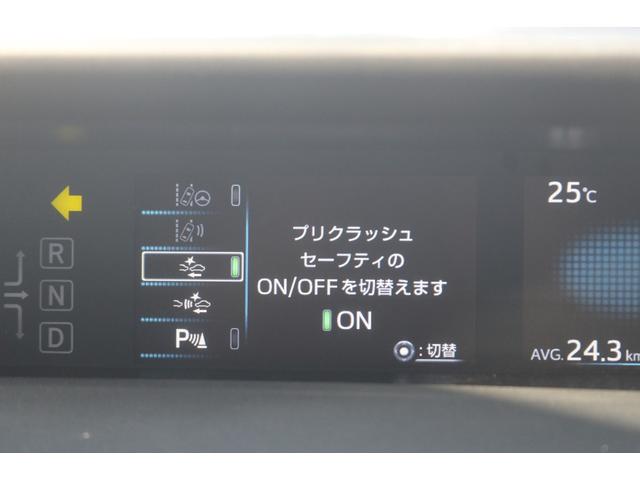 R
N
D
P
プリクラッシュ
セーフティの
ON/OFFを切替えます
ON
:切替
25℃
AVG. 24.3 km